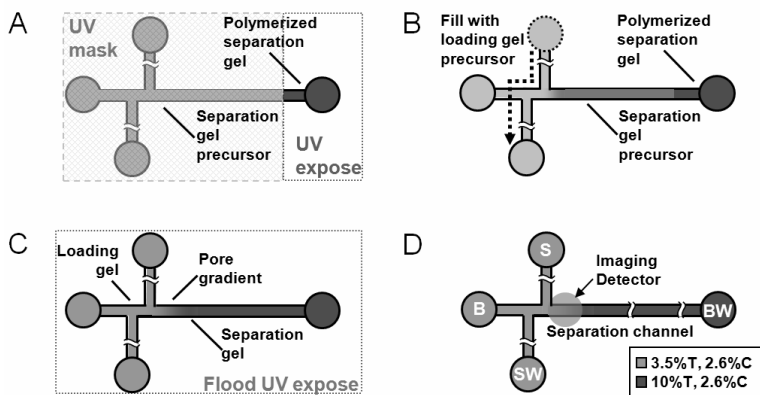 A
UV
mask
Polymerized
separation
gel
Separation
gel
precursor
UV
expose
B
Fill with
loading gel
precursor
Polymerized
separation
gel
Separation
gel
precursor
C
Loading
gel
Pore
gradient
Separation
gel
Flood UV expose
D
S
Imaging
Detector
B
BW
Separation channel
SW
3.5%T, 2.6%C
10%T, 2.6%C